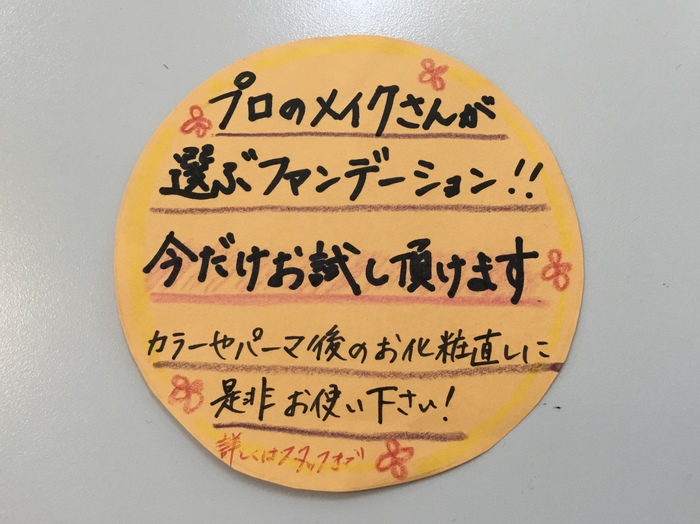 プロのメイクさんが
選ぶファンデーション!!
今だけお試し頂けます
カラーやパーマ後のお化粧直しに
是非お使い下さい!
詳しくはスタッフまで